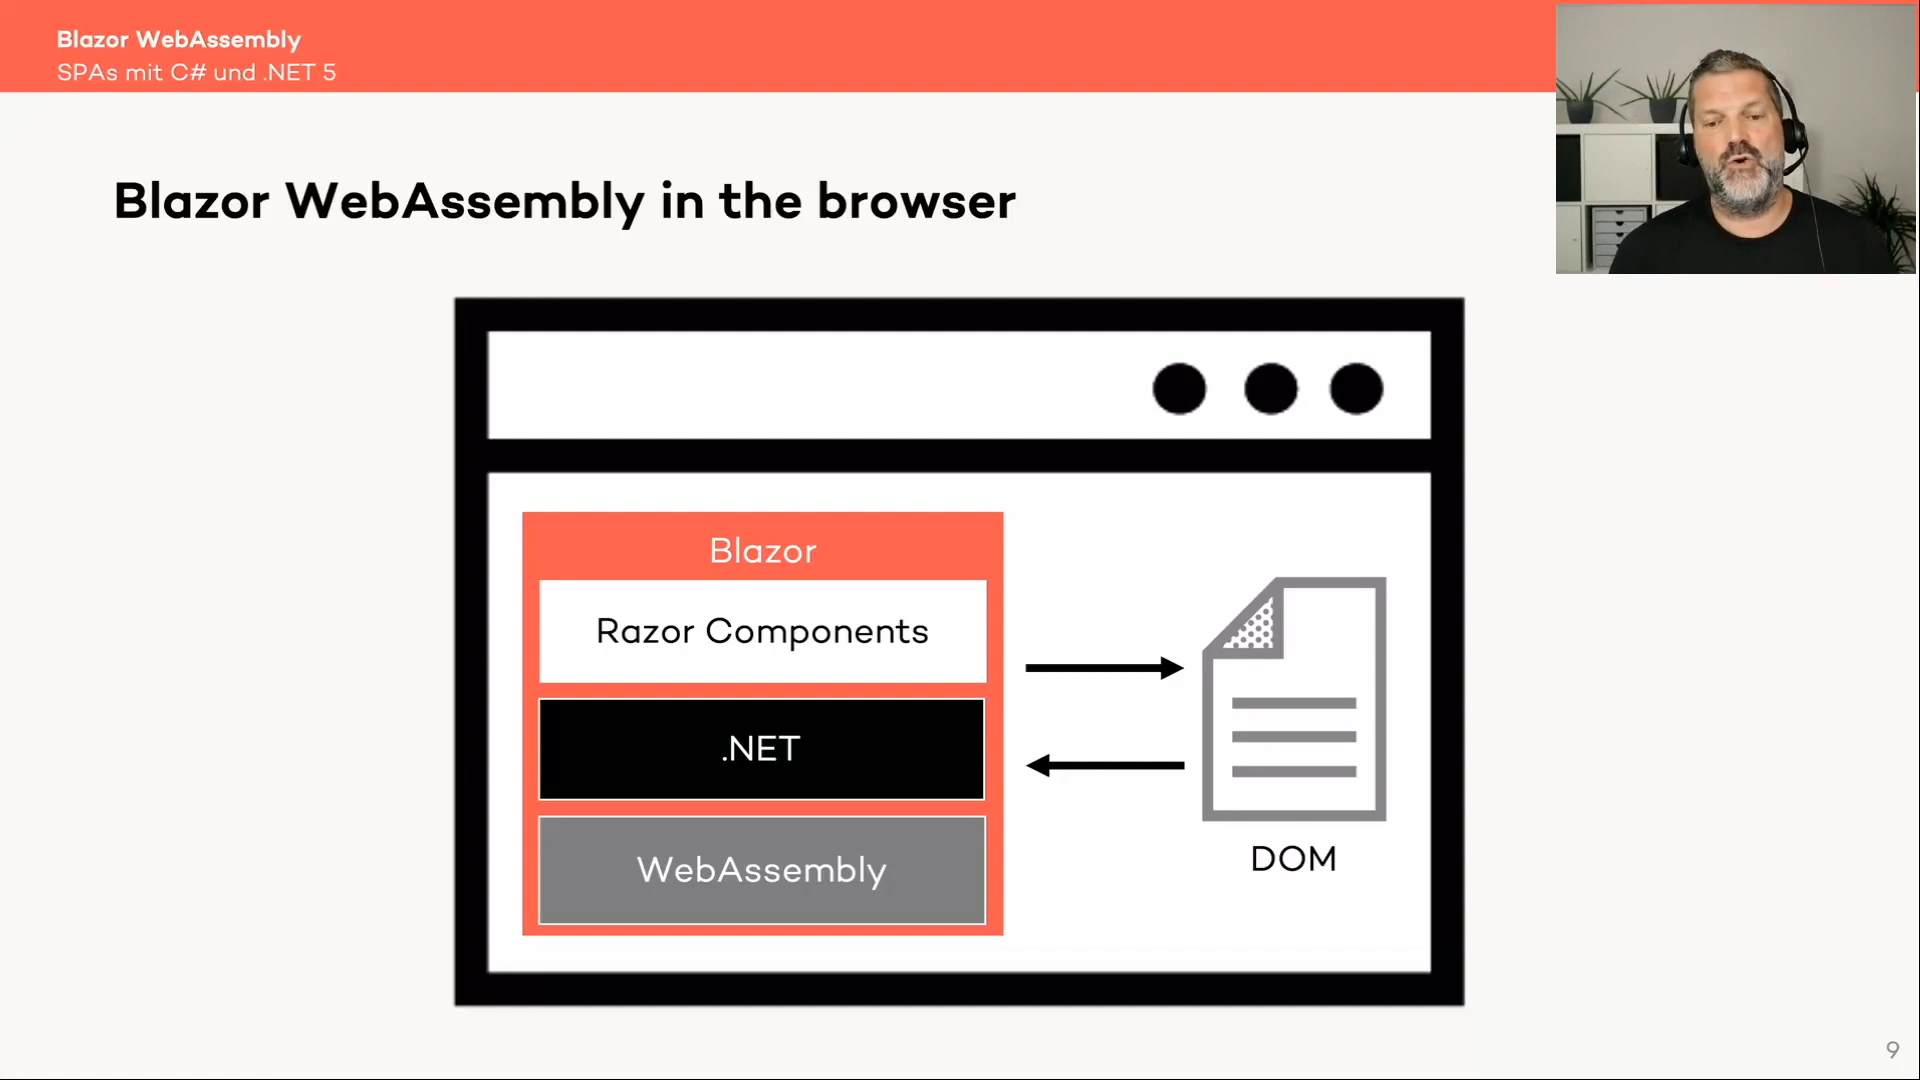 Blazor WebAssembly
SPAs mit C# und .NET 5
Blazor WebAssembly in the browser
Blazor
Razor Components
.NET
WebAssembly
DOM
9